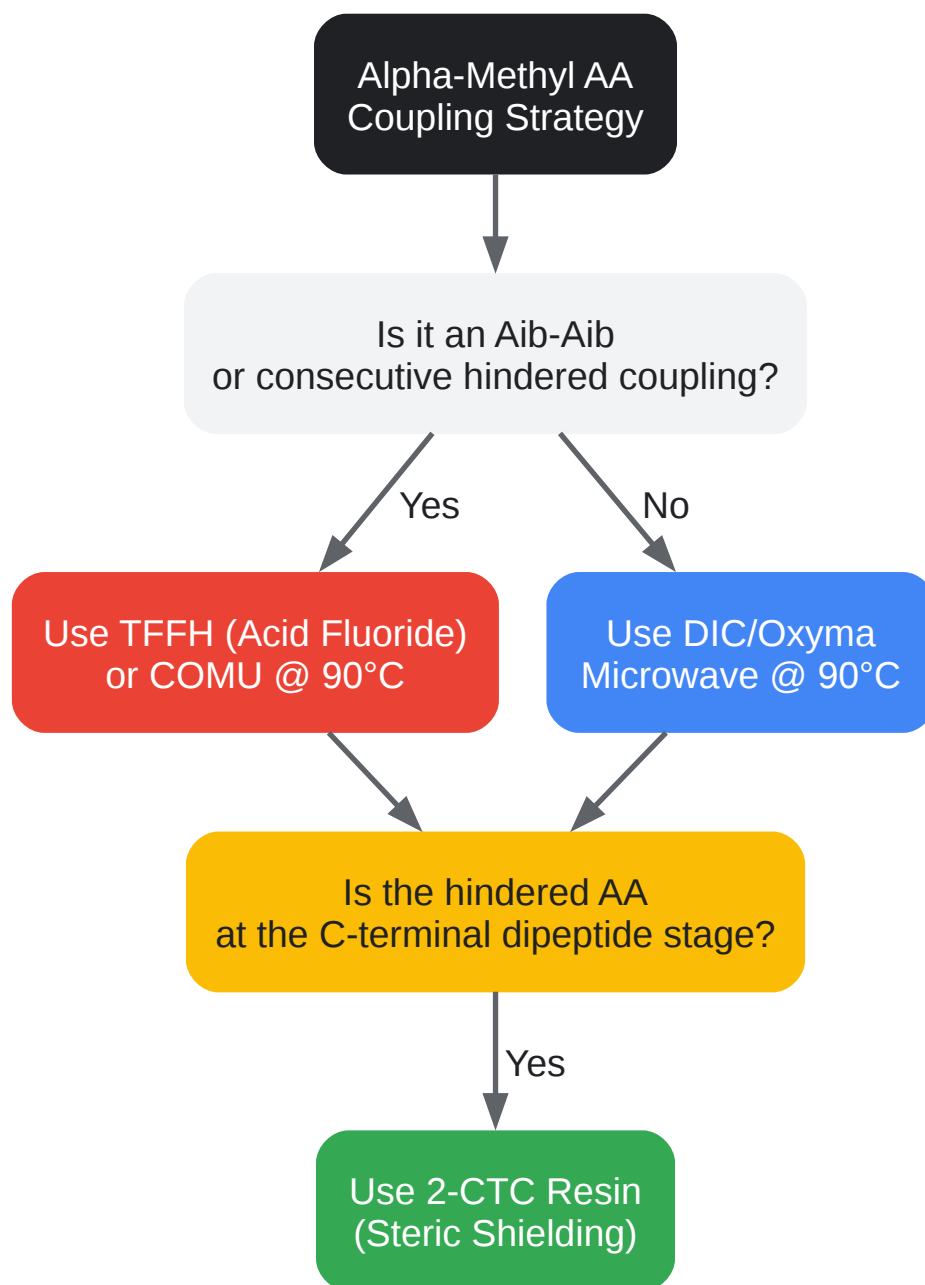 Alpha-Methyl AA
Coupling Strategy
Is it an Aib-Aib
or consecutive hindered coupling?
Yes
No
Use TFFH (Acid Fluoride)
or COMU @ 90°C
Use DIC/Oxyma
Microwave @ 90°C
Is the hindered AA
at the C-terminal dipeptide stage?
Yes
Use 2-CTC Resin
(Steric Shielding)